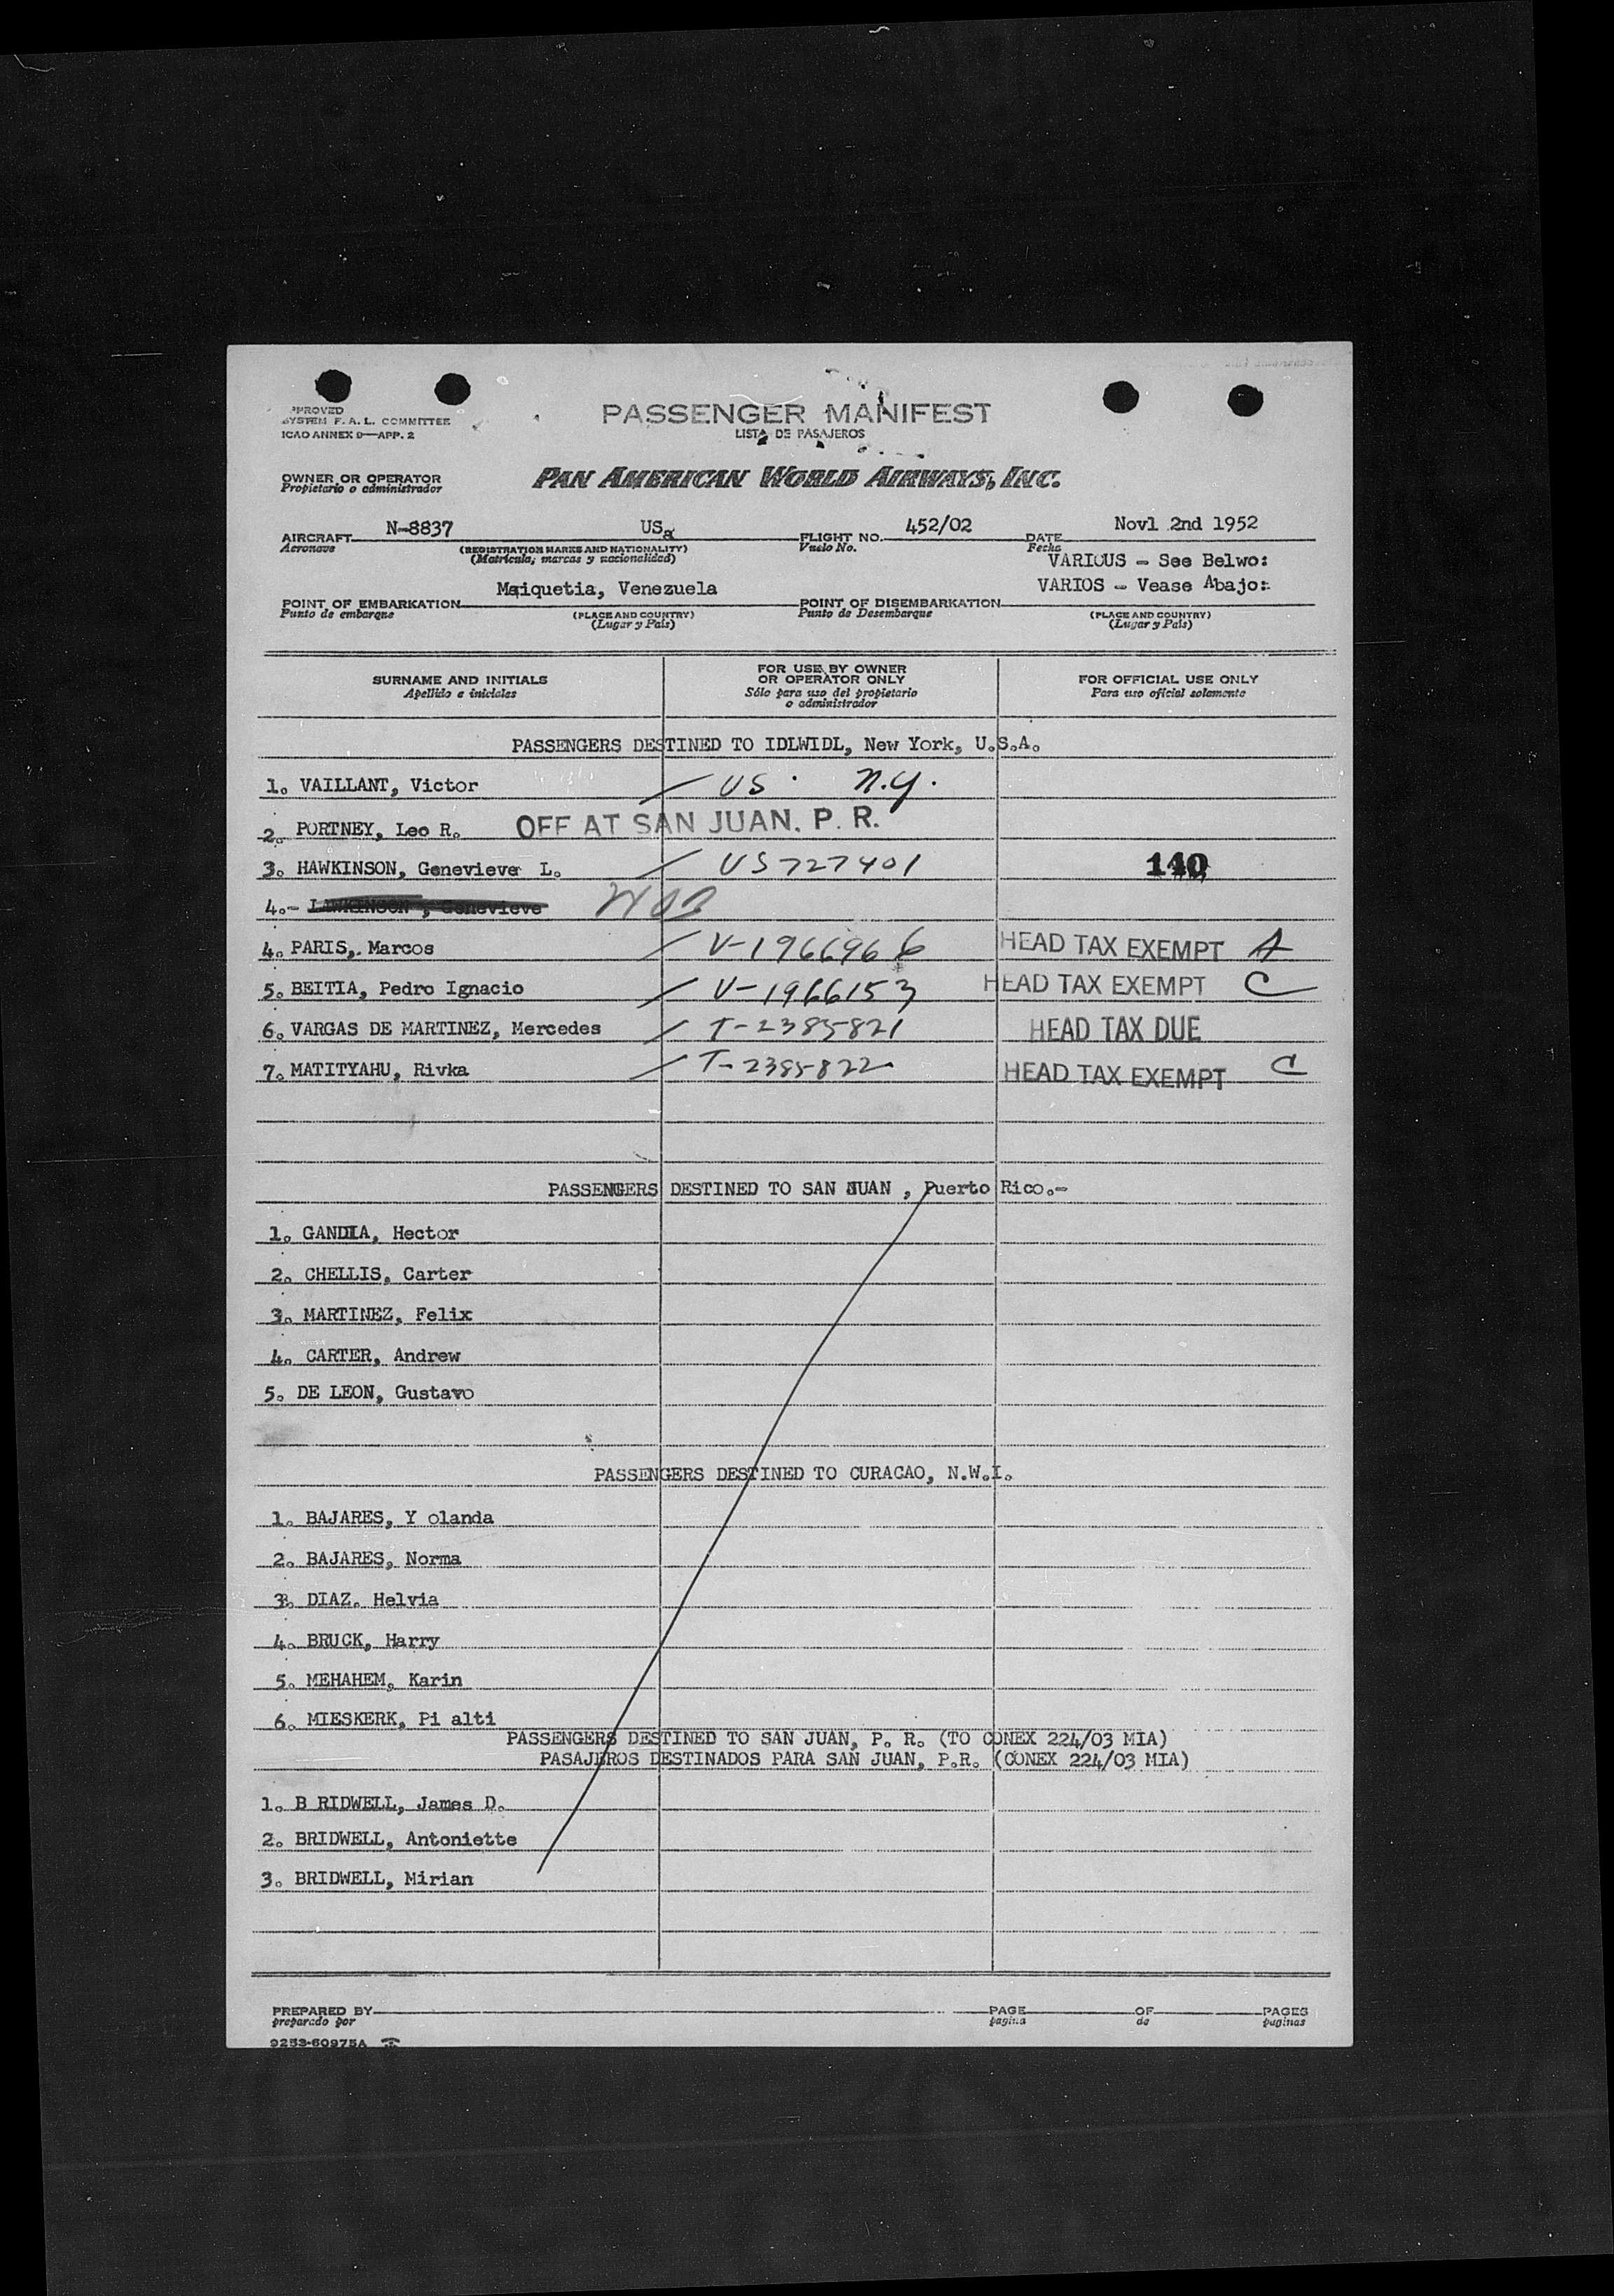 PASSENGER MANIFEST
LISTA DE PASAJEROS
PPROVED
SYSTEM F. A. L. COMMITTEE
ICAO ANNEX 9—APP. 2
OWNER OR OPERATOR
Propietario o administrador
PAN AMERICAN WORLD AIRWAYS, INC.
AIRCRAFT N-8837 USa FLIGHT NO. 452/02 DATE Novl 2nd 1952
Aeronave (REGISTRATION MARKS AND NATIONALITY) Vuelo No. Fecha
(Matricula; marcas y nacionalidad)
VARIOUS - See Belwo:
Maiquetia, Venezuela VARIOS - Vease Abajo:
POINT OF EMBARKATION POINT OF DISEMBARKATION
Punto de embarque (PLACE AND COUNTRY) Punto de Desembarque (PLACE AND COUNTRY)
(Lugar y País) (Lugar y País)
SURNAME AND INITIALS FOR USE BY OWNER OR OPERATOR ONLY FOR OFFICIAL USE ONLY
Apellido e iniciales Sólo para uso del propietario o administrador Para uso oficial solamente
PASSENGERS DESTINED TO IDLWIDL, New York, U.S.A.
1. VAILLANT, Victor / US. N.Y.
2. PORTNEY, Leo R. OFF AT SAN JUAN. P. R.
3. HAWKINSON, Genevieve L. / US727401 140
4.- , Genevieve
4. PARIS, Marcos / V-1966966 HEAD TAX EXEMPT A
5. BEITIA, Pedro Ignacio / V-1966153 HEAD TAX EXEMPT C
6. VARGAS DE MARTINEZ, Mercedes / T-2385821 HEAD TAX DUE
7. MATITYAHU, Rivka / T-2385822 HEAD TAX EXEMPT C
PASSENGERS DESTINED TO SAN JUAN , Puerto Rico.-
1. GANDIA, Hector
2. CHELLIS, Carter
3. MARTINEZ, Felix
4. CARTER, Andrew
5. DE LEON, Gustavo
PASSENGERS DESTINED TO CURACAO, N.W.I.
1. BAJARES, Y olanda
2. BAJARES, Norma
3. DIAZ. Helvia
4. BRUCK, Harry
5. MEHAHEM, Karin
6. MIESKERK, Pi alti
PASSENGERS DESTINED TO SAN JUAN, P. R. (TO CONEX 224/03 MIA)
PASAJEROS DESTINADOS PARA SAN JUAN, P.R. (CONEX 224/03 MIA)
1. B RIDWELL, James D.
2. BRIDWELL, Antoniette
3. BRIDWELL, Mirian
PREPARED BY PAGE OF PAGES
preparado por pagina de paginas
9253-60975A